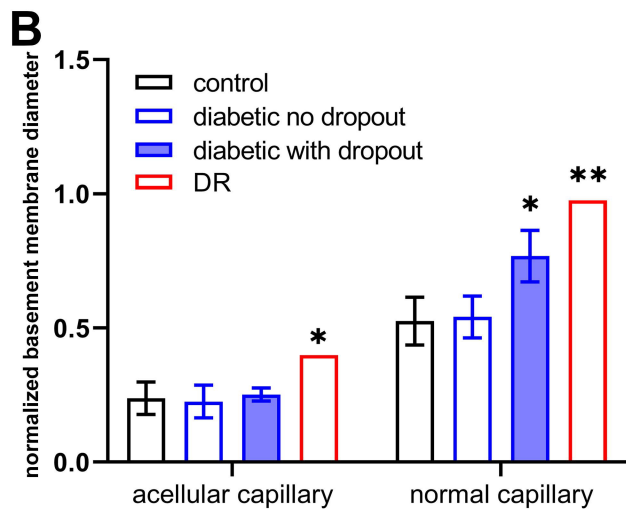 B
normalized basement membrane diameter
1.5
1.0
0.5
0.0
control
diabetic no dropout
diabetic with dropout
DR
*
*
**
acellular capillary
normal capillary